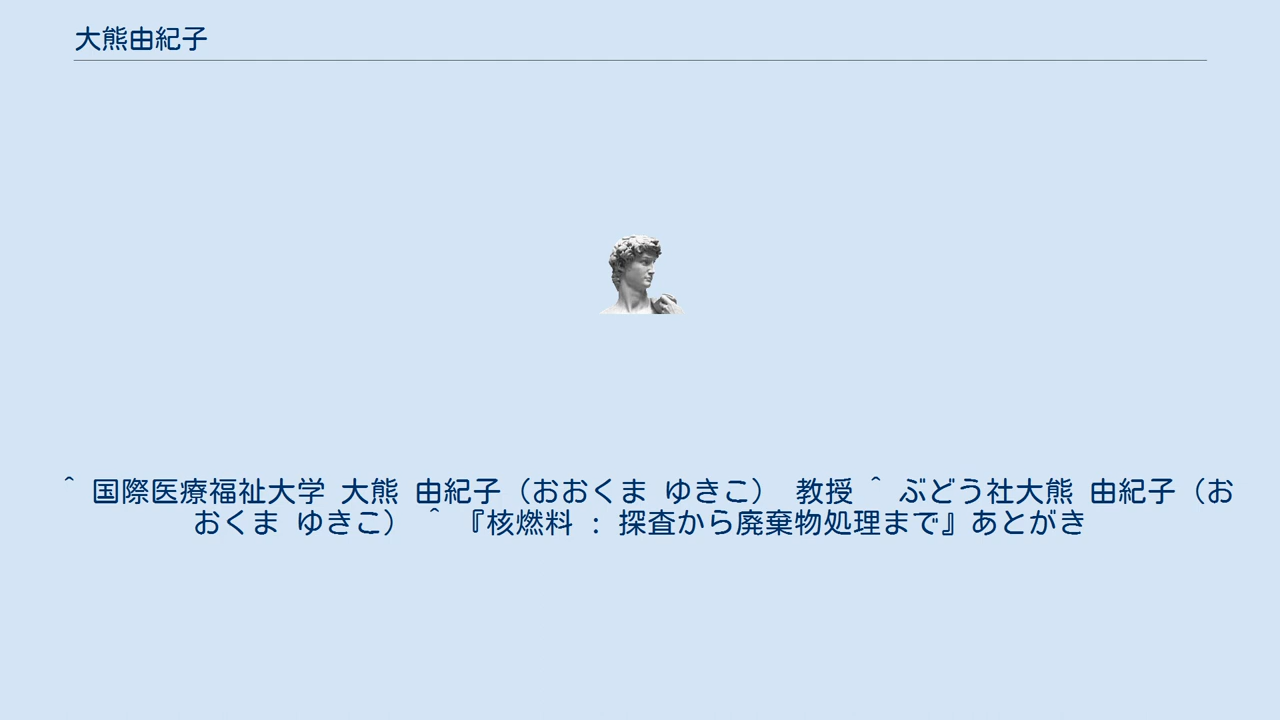 大熊由紀子
^ 国際医療福祉大学 大熊 由紀子（おおくま ゆきこ） 教授 ^ ぶどう社大熊 由紀子（お
おくま ゆきこ） ^ 『核燃料 : 探査から廃棄物処理まで』あとがき